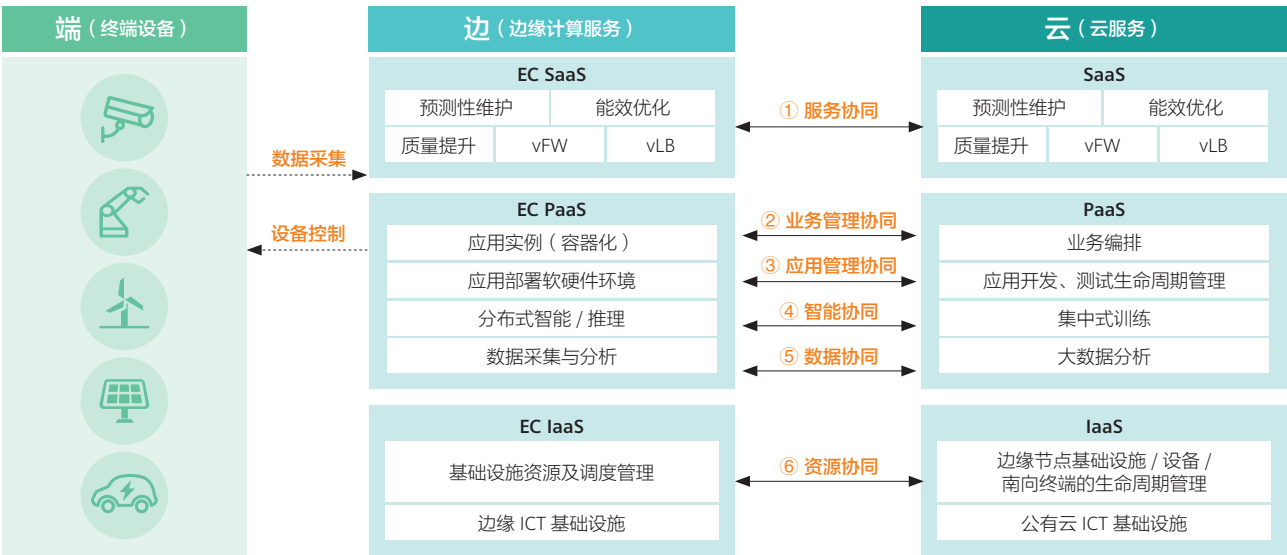 端（终端设备）
边（边缘计算服务）
云（云服务）
数据采集
设备控制
EC SaaS
预测性维护
能效优化
质量提升
vFW
vLB
① 服务协同
SaaS
预测性维护
能效优化
质量提升
vFW
vLB
EC PaaS
应用实例（容器化）
应用部署软硬件环境
分布式智能 / 推理
数据采集与分析
② 业务管理协同
③ 应用管理协同
④ 智能协同
⑤ 数据协同
PaaS
业务编排
应用开发、测试生命周期管理
集中式训练
大数据分析
EC IaaS
基础设施资源及调度管理
边缘 ICT 基础设施
⑥ 资源协同
IaaS
边缘节点基础设施 / 设备 /
南向终端的生命周期管理
公有云 ICT 基础设施